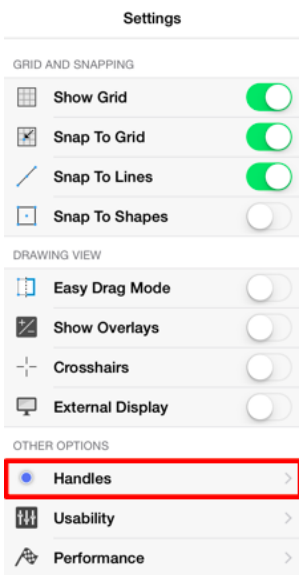 Settings
GRID AND SNAPPING
Show Grid
Snap To Grid
Snap To Lines
Snap To Shapes
DRAWING VIEW
Easy Drag Mode
Show Overlays
Crosshairs
External Display
OTHER OPTIONS
Handles
Usability
Performance